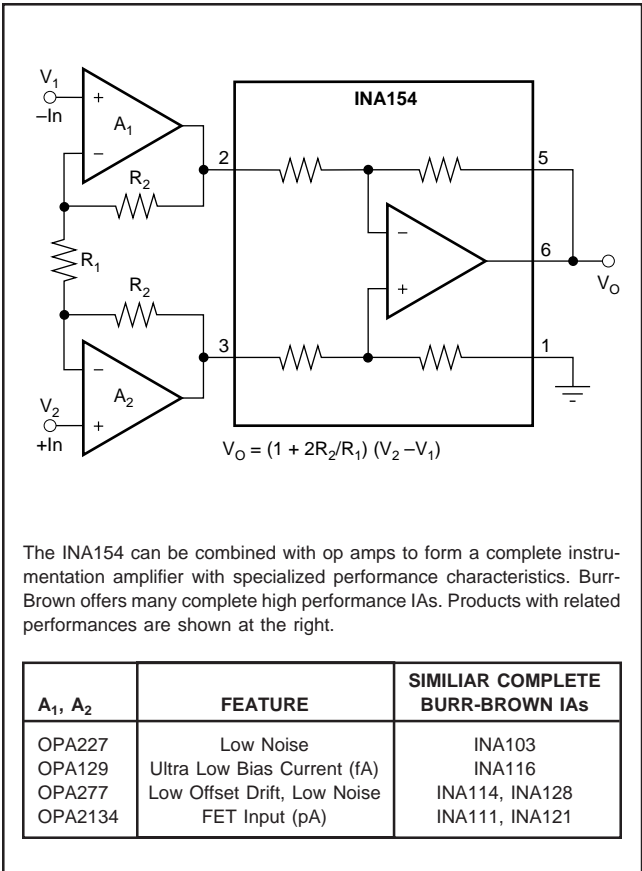 INA154
V1
–In
+
A1
–
R2
2
5
R1
–
6
VO
+
R2
3
1
–
A2
V2
+
+In
VO = (1 + 2R2/R1) (V2 –V1)
The INA154 can be combined with op amps to form a complete instru-
mentation amplifier with specialized performance characteristics. Burr-
Brown offers many complete high performance IAs. Products with related
performances are shown at the right.
SIMILIAR COMPLETE
A1, A2 FEATURE BURR-BROWN IAs
OPA227 Low Noise INA103
OPA129 Ultra Low Bias Current (fA) INA116
OPA277 Low Offset Drift, Low Noise INA114, INA128
OPA2134 FET Input (pA) INA111, INA121